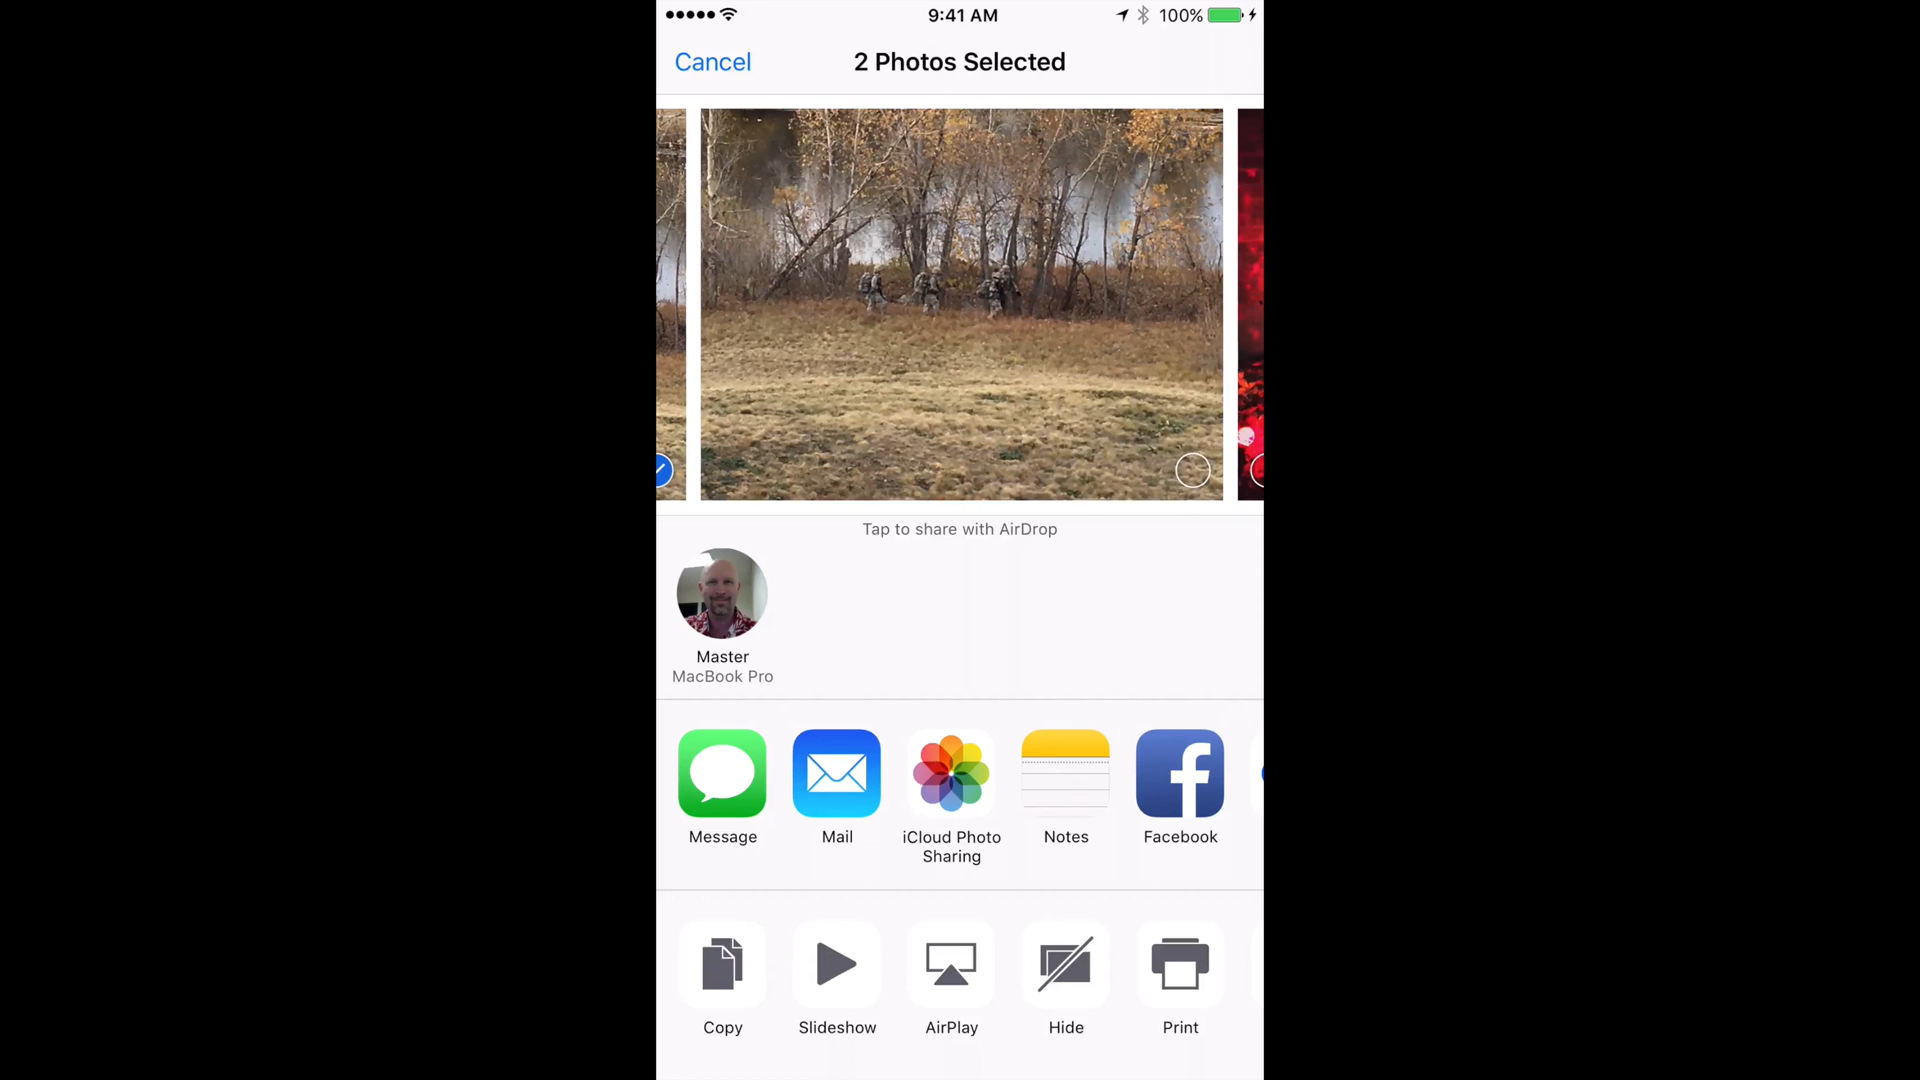 9:41 AM
100%
Cancel
2 Photos Selected
Tap to share with AirDrop
Master
MacBook Pro
Message
Mail
iCloud Photo
Sharing
Notes
Facebook
Copy
Slideshow
AirPlay
Hide
Print